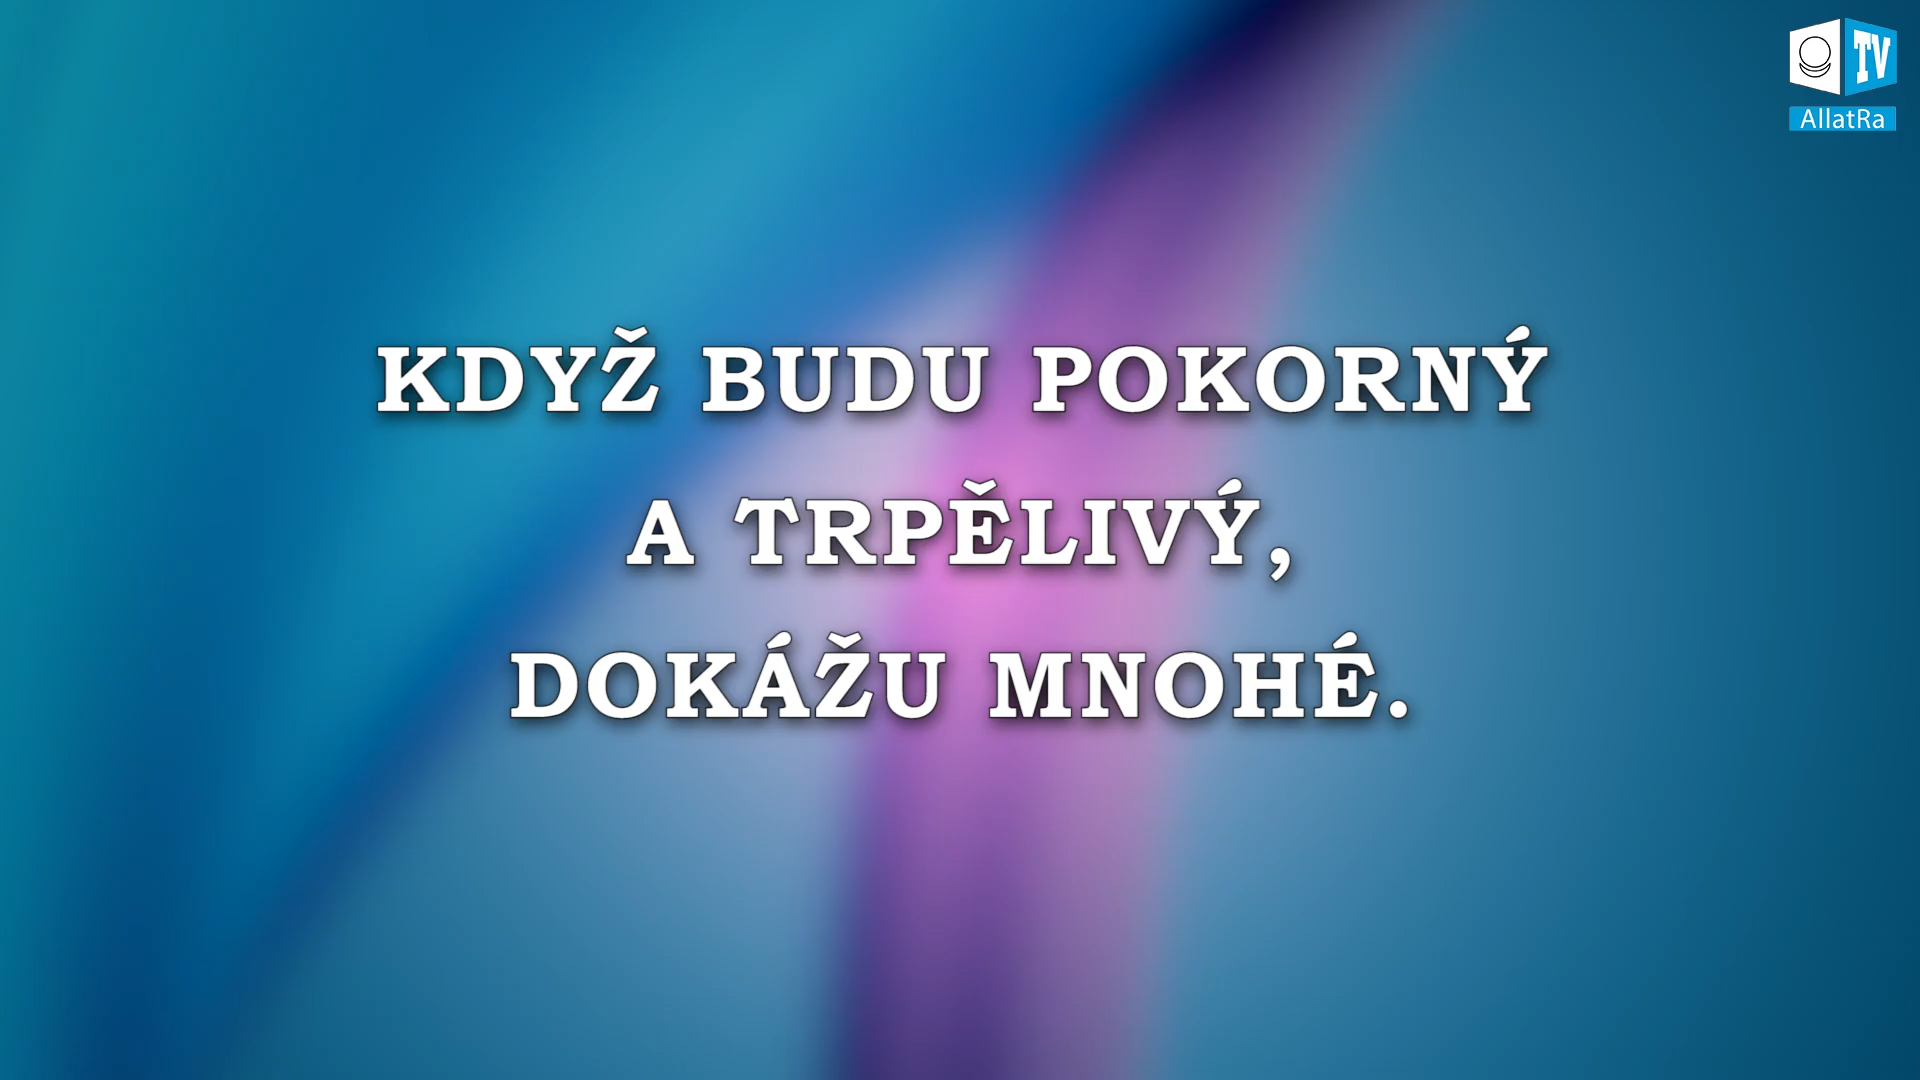 TV
AllatRa
KDYŽ BUDU POKORNÝ
A TRPĚLIVÝ,
DOKÁŽU MNOHÉ.